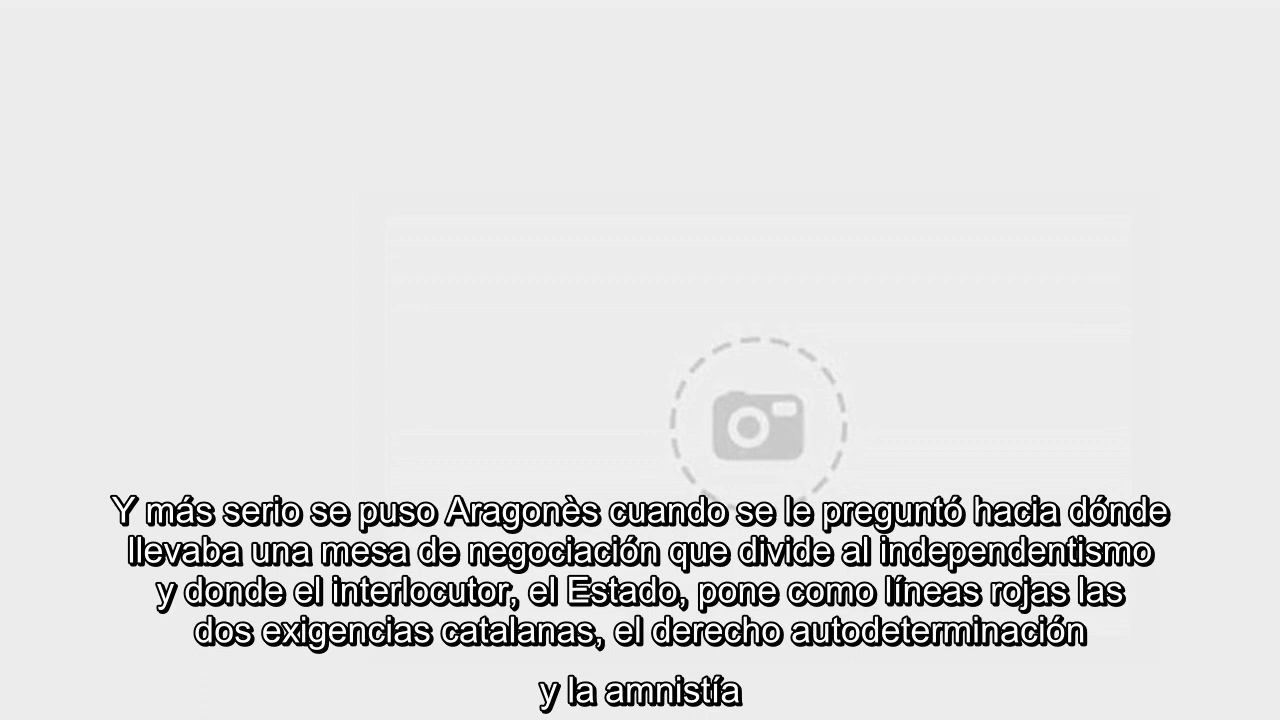 Y más serio se puso Aragonès cuando se le preguntó hacia dónde
llevaba una mesa de negociación que divide al independentismo
y donde el interlocutor, el Estado, pone como líneas rojas las
dos exigencias catalanas, el derecho autodeterminación
y la amnistía